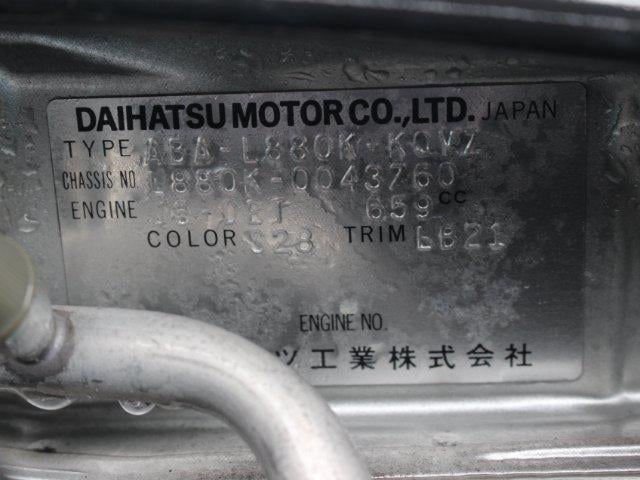 DAIHATSU MOTOR CO.,LTD. JAPAN
TYPE ABA-L880K-KQVZ
CHASSIS NO. L880K-0043760
ENGINE JB-DET 659 cc
COLOR S28 TRIM LB21
ENGINE NO.
ツ工業株式会社